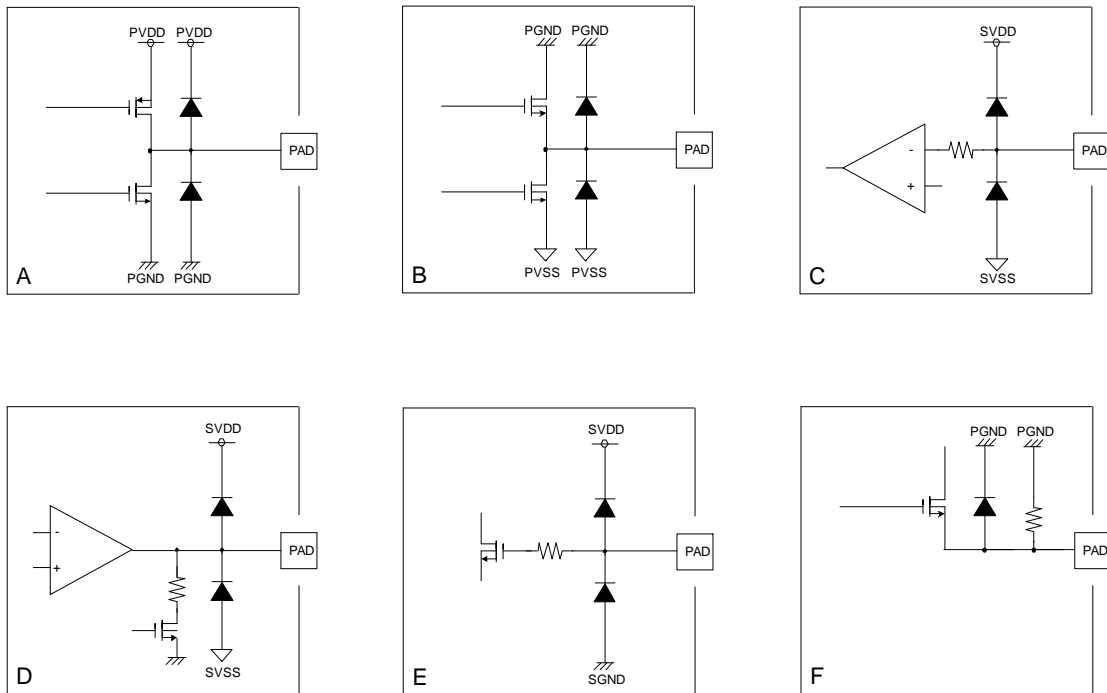 PVDD PVDD
PAD
PGND PGND
A
PGND PGND
PAD
PVSS PVSS
B
SVDD
-
+
PAD
SVSS
C
SVDD
-
+
PAD
SVSS
D
SVDD
PAD
SGND
E
PGND PGND
PAD
F